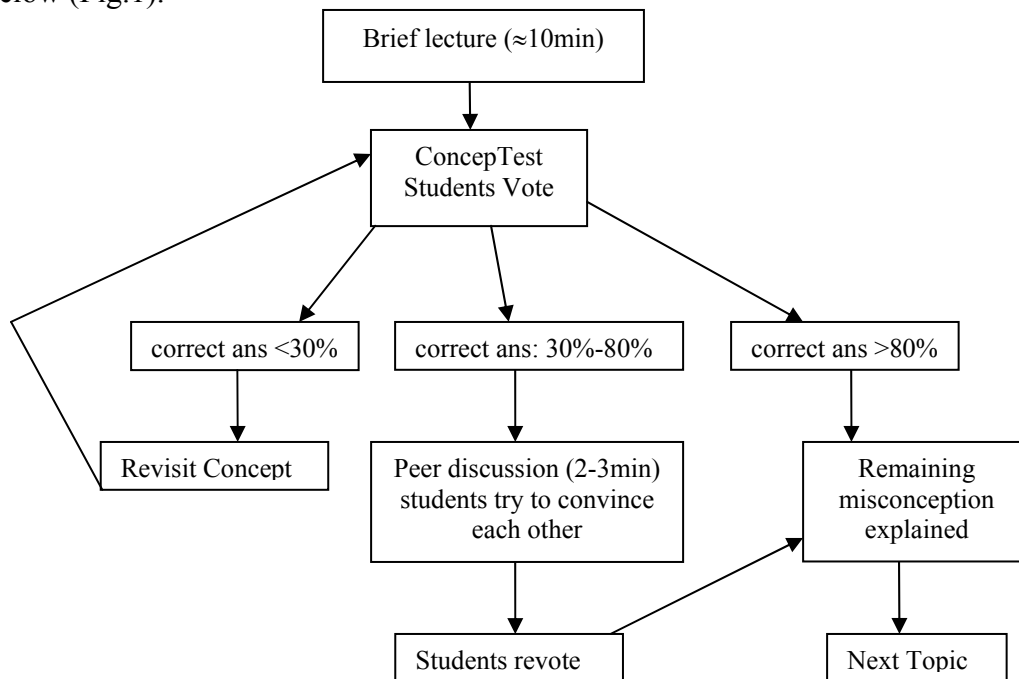 elow (Fig.1).
Brief lecture (≈10min)
ConcepTest
Students Vote
correct ans <30%
correct ans: 30%-80%
correct ans >80%
Revisit Concept
Peer discussion (2-3min)
students try to convince
each other
Remaining
misconception
explained
Students revote
Next Topic